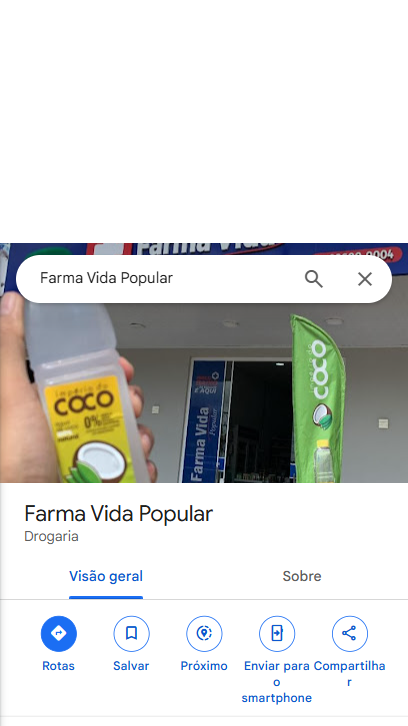 Farma Vida
Farma Vida Popular
Império do
COCO
0%
COCO
Farma Vida
Popular
Farma Vida Popular
Drogaria
Visão geral
Sobre
Rotas
Salvar
Próximo
Enviar para
o
smartphone
Compartilha
r